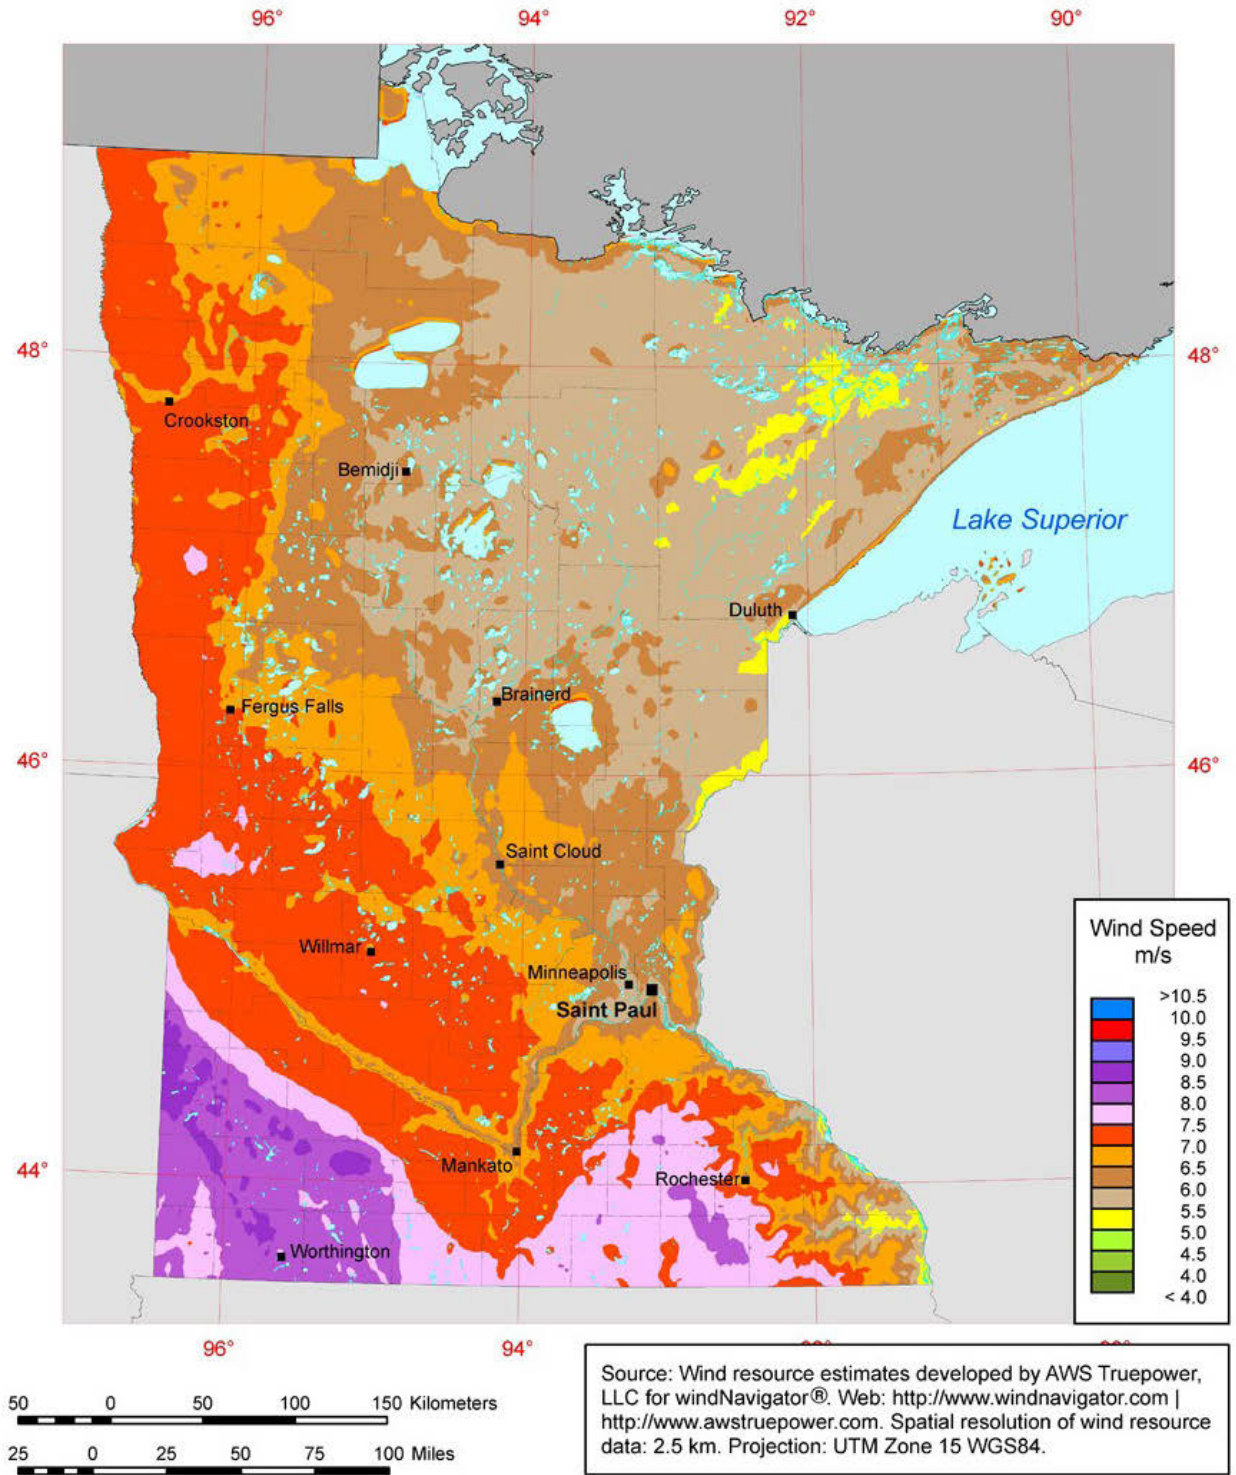 96° 94° 92° 90°
48° 48°
Crookston
Bemidji
Lake Superior
Duluth
Brainerd
Fergus Falls
46° 46°
Saint Cloud
Willmar
Minneapolis
Saint Paul
44°
Mankato
Rochester
Worthington
Wind Speed
m/s
>10.5
10.0
9.5
9.0
8.5
8.0
7.5
7.0
6.5
6.0
5.5
5.0
4.5
4.0
< 4.0
96° 94°
50 0 50 100 150 Kilometers
25 0 25 50 75 100 Miles
Source: Wind resource estimates developed by AWS Truepower,
LLC for windNavigator®. Web: http://www.windnavigator.com |
http://www.awstruepower.com. Spatial resolution of wind resource
data: 2.5 km. Projection: UTM Zone 15 WGS84.